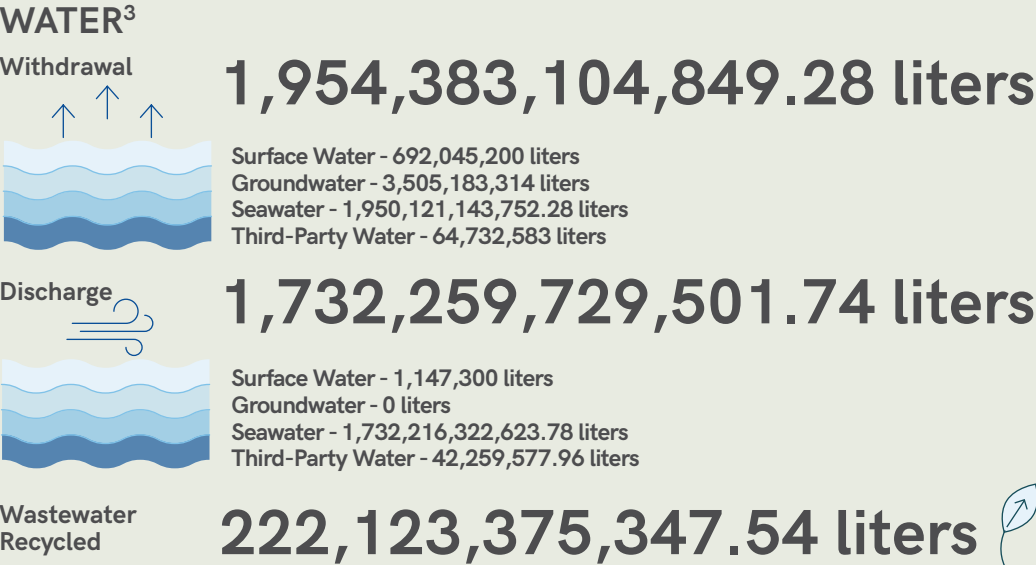 WATER³
Withdrawal
1,954,383,104,849.28 liters
Surface Water - 692,045,200 liters
Groundwater - 3,505,183,314 liters
Seawater - 1,950,121,143,752.28 liters
Third-Party Water - 64,732,583 liters
Discharge
1,732,259,729,501.74 liters
Surface Water - 1,147,300 liters
Groundwater - 0 liters
Seawater - 1,732,216,322,623.78 liters
Third-Party Water - 42,259,577.96 liters
Wastewater
Recycled
222,123,375,347.54 liters